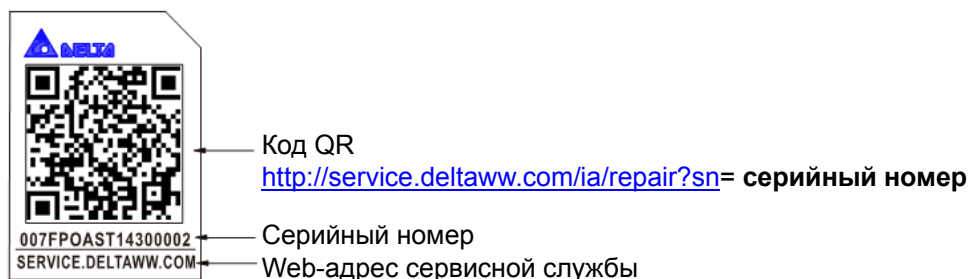 DELTA
Код QR
http://service.deltaww.com/ia/repair?sn= серийный номер
007FPOAST14300002
Серийный номер
SERVICE.DELTAWW.COM
Web-адрес сервисной службы